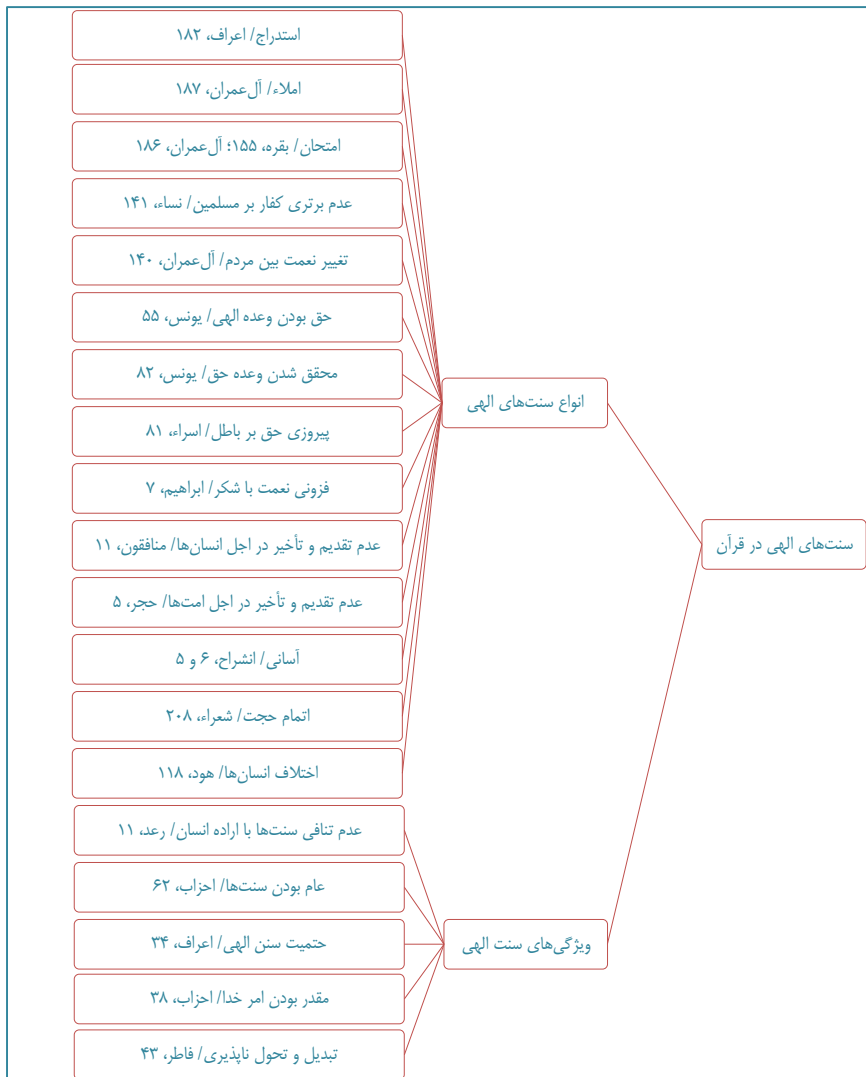 سنت‌های الهی در قرآن
انواع سنت‌های الهی
استدراج/ اعراف، ۱۸۲
املاء/ آل‌عمران، ۱۸۷
امتحان/ بقره، ۱۵۵؛ آل‌عمران، ۱۸۶
عدم برتری کفار بر مسلمین/ نساء، ۱۴۱
تغییر نعمت بین مردم/ آل‌عمران، ۱۴۰
حق بودن وعده الهی/ یونس، ۵۵
محقق شدن وعده حق/ یونس، ۸۲
پیروزی حق بر باطل/ اسراء، ۸۱
فزونی نعمت با شکر/ ابراهیم، ۷
عدم تقدیم و تأخیر در اجل انسان‌ها/ منافقون، ۱۱
عدم تقدیم و تأخیر در اجل امت‌ها/ حجر، ۵
آسانی/ انشراح، ۶ و ۵
اتمام حجت/ شعراء، ۲۰۸
اختلاف انسان‌ها/ هود، ۱۱۸
ویژگی‌های سنت الهی
عدم تنافی سنت‌ها با اراده انسان/ رعد، ۱۱
عام بودن سنت‌ها/ احزاب، ۶۲
حتمیت سنن الهی/ اعراف، ۳۴
مقدر بودن امر خدا/ احزاب، ۳۸
تبدیل و تحول ناپذیری/ فاطر، ۴۳